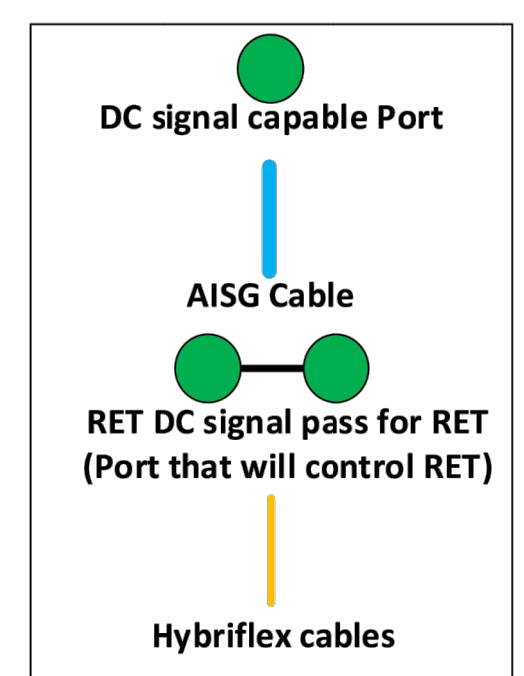 DC signal capable Port
AISG Cable
RET DC signal pass for RET
(Port that will control RET)
Hybriflex cables